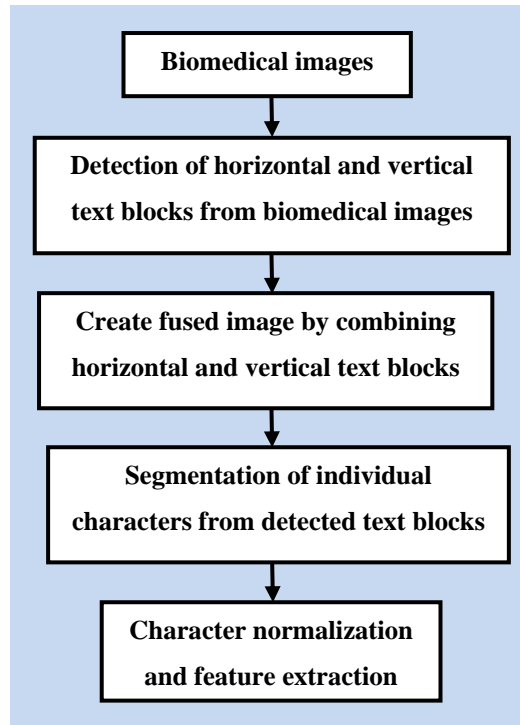 Biomedical images
Detection of horizontal and vertical
text blocks from biomedical images
Create fused image by combining
horizontal and vertical text blocks
Segmentation of individual
characters from detected text blocks
Character normalization
and feature extraction